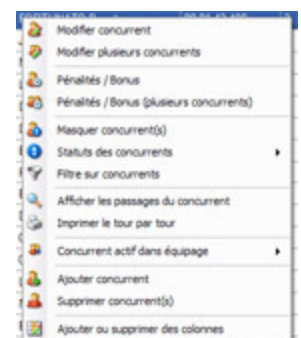 Modifier concurrent
Modifier plusieurs concurrents
Pénalités / Bonus
Pénalités / Bonus (plusieurs concurrents)
Masquer concurrent(s)
Statuts des concurrents
Filtre sur concurrents
Afficher les passages du concurrent
Imprimer le tour par tour
Concurrent actif dans équipage
Ajouter concurrent
Supprimer concurrent(s)
Ajouter ou supprimer des colonnes